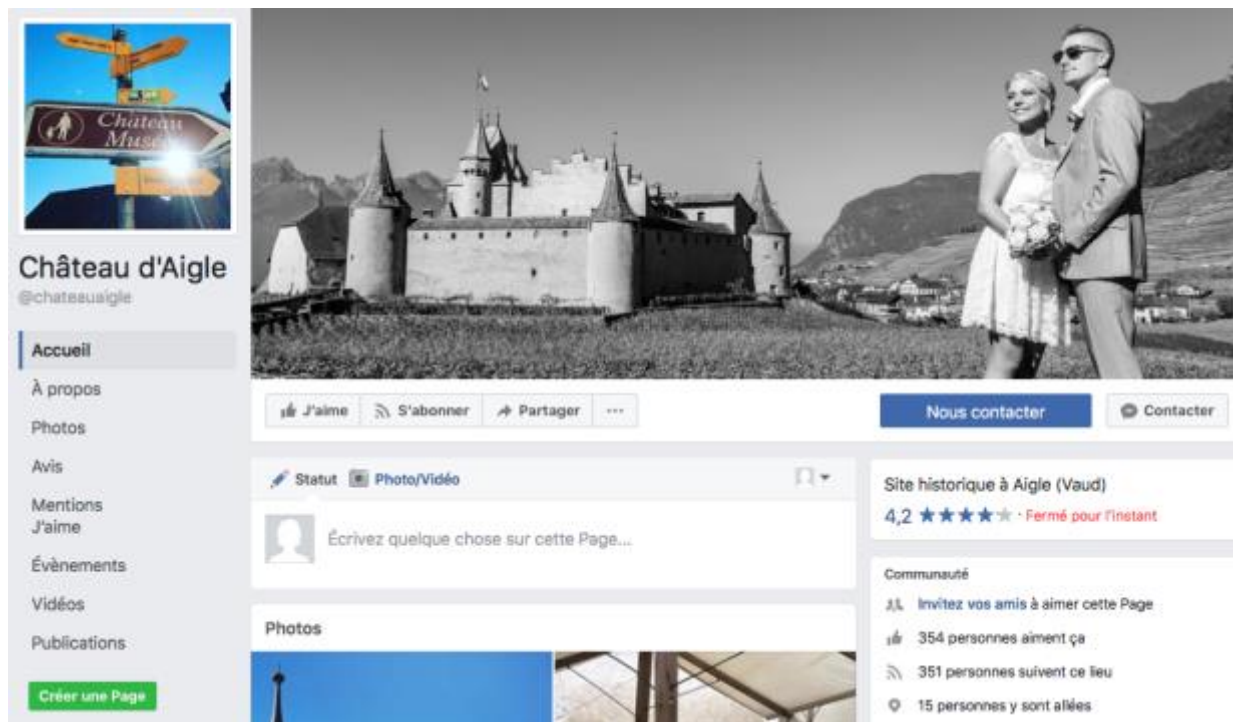 Château
Musée
Château d'Aigle
@chateauaigle
Accueil
À propos
Photos
Avis
Mentions
J'aime
Évènements
Vidéos
Publications
Créer une Page
J'aime
S'abonner
Partager
Nous contacter
Contacter
Statut
Photo/Vidéo
Écrivez quelque chose sur cette Page...
Photos
Site historique à Aigle (Vaud)
4,2 ★★★★★ · Fermé pour l'instant
Communauté
Invitez vos amis à aimer cette Page
354 personnes aiment ça
351 personnes suivent ce lieu
15 personnes y sont allées